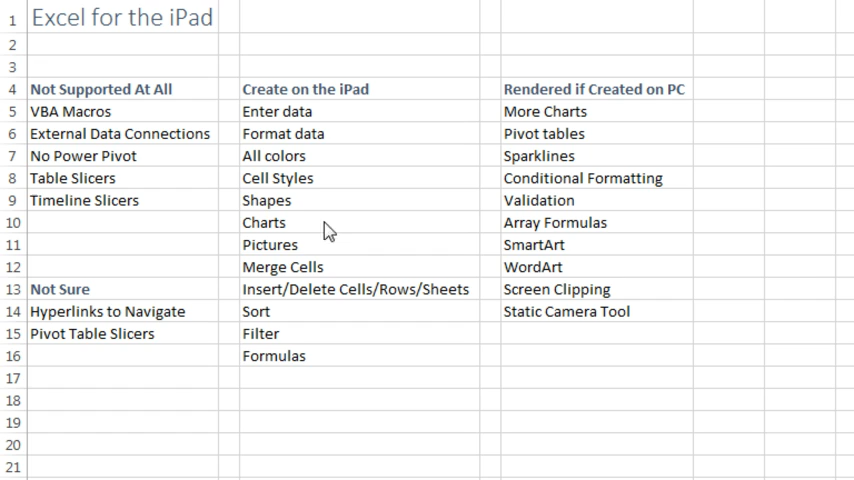 1 Excel for the iPad
2
3
4 Not Supported At All Create on the iPad Rendered if Created on PC
5 VBA Macros Enter data More Charts
6 External Data Connections Format data Pivot tables
7 No Power Pivot All colors Sparklines
8 Table Slicers Cell Styles Conditional Formatting
9 Timeline Slicers Shapes Validation
10 Charts Array Formulas
11 Pictures SmartArt
12 Merge Cells WordArt
13 Not Sure Insert/Delete Cells/Rows/Sheets Screen Clipping
14 Hyperlinks to Navigate Sort Static Camera Tool
15 Pivot Table Slicers Filter
16 Formulas
17
18
19
20
21